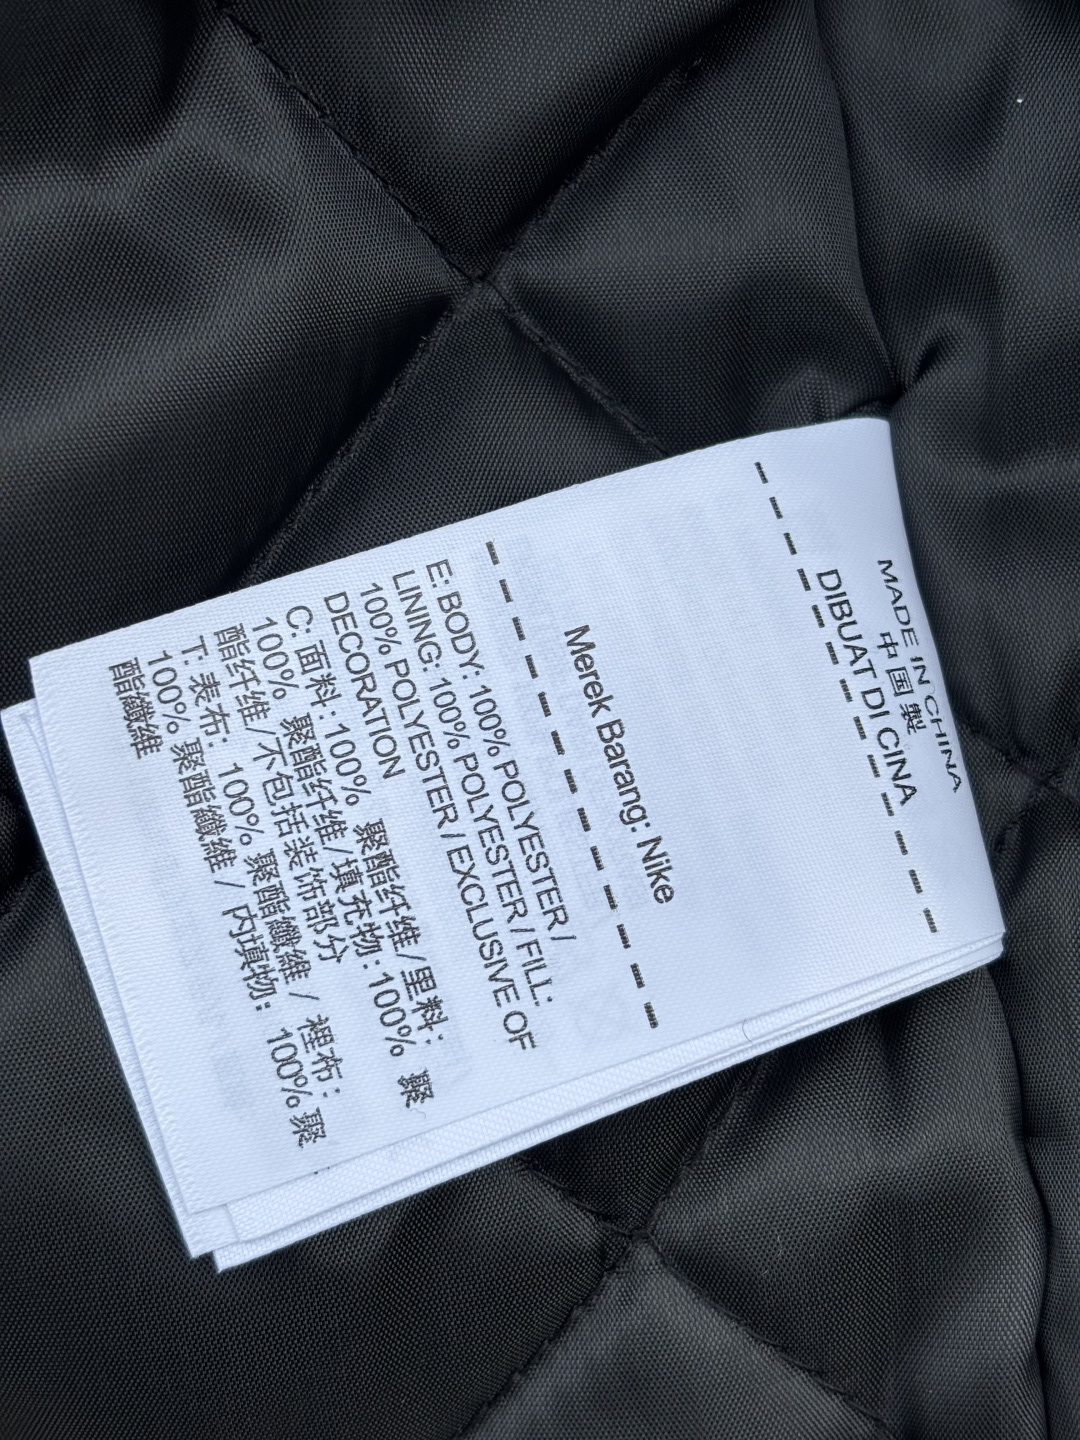 MADE IN CHINA
中国製
DIBUAT DI CINA
Merek Barang: Nike
E: BODY: 100% POLYESTER /
LINING: 100% POLYESTER / FILL:
100% POLYESTER / EXCLUSIVE OF
DECORATION
C: 面料: 100% 聚酯纤维/里料:
100% 聚酯纤维/填充物:100% 聚
酯纤维/不包括装饰部分
T: 表布: 100% 聚酯纖維 / 裡布:
100% 聚酯纖維 / 內填物: 100% 聚
酯纖維